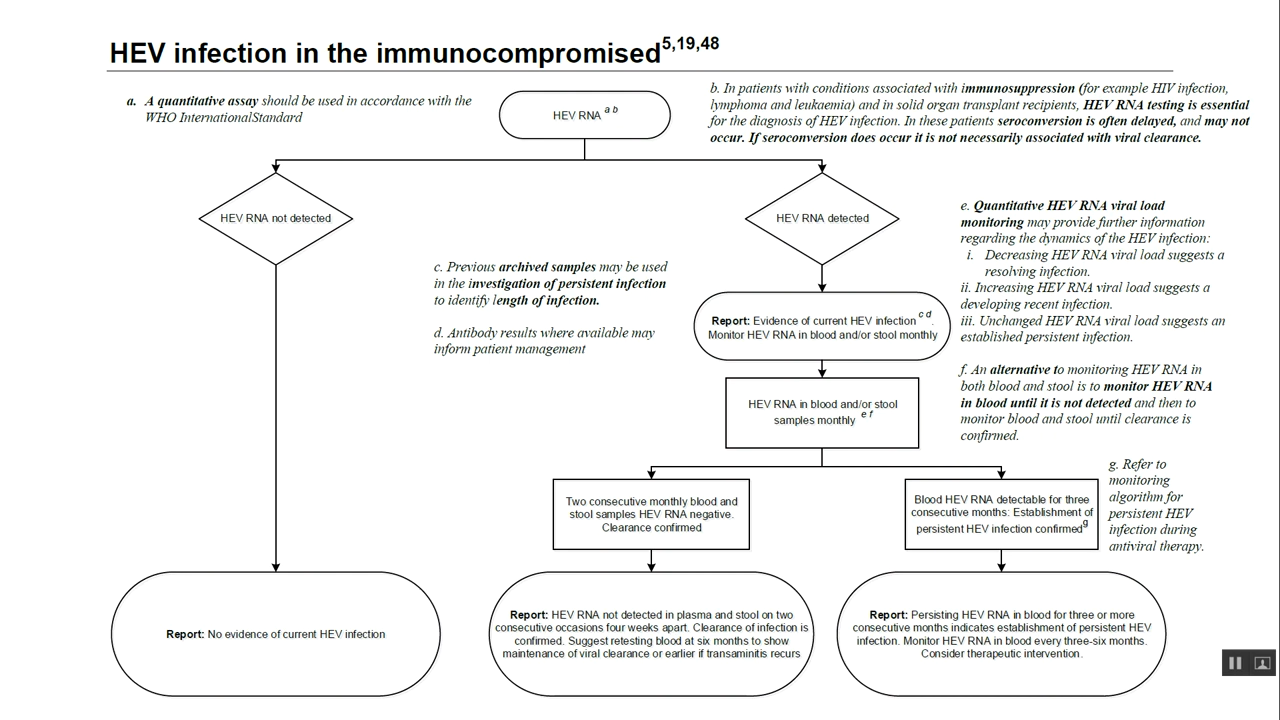 HEV infection in the immunocompromised5,19,48
a. A quantitative assay should be used in accordance with the
WHO InternationalStandard
HEV RNA a b
b. In patients with conditions associated with immunosuppression (for example HIV infection,
lymphoma and leukaemia) and in solid organ transplant recipients, HEV RNA testing is essential
for the diagnosis of HEV infection. In these patients seroconversion is often delayed, and may not
occur. If seroconversion does occur it is not necessarily associated with viral clearance.
HEV RNA not detected
HEV RNA detected
e. Quantitative HEV RNA viral load
monitoring may provide further information
regarding the dynamics of the HEV infection:
i. Decreasing HEV RNA viral load suggests a
resolving infection.
ii. Increasing HEV RNA viral load suggests a
developing recent infection.
iii. Unchanged HEV RNA viral load suggests an
established persistent infection.
c. Previous archived samples may be used
in the investigation of persistent infection
to identify length of infection.
d. Antibody results where available may
inform patient management
Report: Evidence of current HEV infection c d.
Monitor HEV RNA in blood and/or stool monthly
f. An alternative to monitoring HEV RNA in
both blood and stool is to monitor HEV RNA
in blood until it is not detected and then to
monitor blood and stool until clearance is
confirmed.
HEV RNA in blood and/or stool
samples monthly e f
g. Refer to
monitoring
algorithm for
persistent HEV
infection during
antiviral therapy.
Two consecutive monthly blood and
stool samples HEV RNA negative.
Clearance confirmed
Blood HEV RNA detectable for three
consecutive months: Establishment of
persistent HEV infection confirmedg
Report: No evidence of current HEV infection
Report: HEV RNA not detected in plasma and stool on two
consecutive occasions four weeks apart. Clearance of infection is
confirmed. Suggest retesting blood at six months to show
maintenance of viral clearance or earlier if transaminitis recurs
Report: Persisting HEV RNA in blood for three or more
consecutive months indicates establishment of persistent HEV
infection. Monitor HEV RNA in blood every three-six months.
Consider therapeutic intervention.